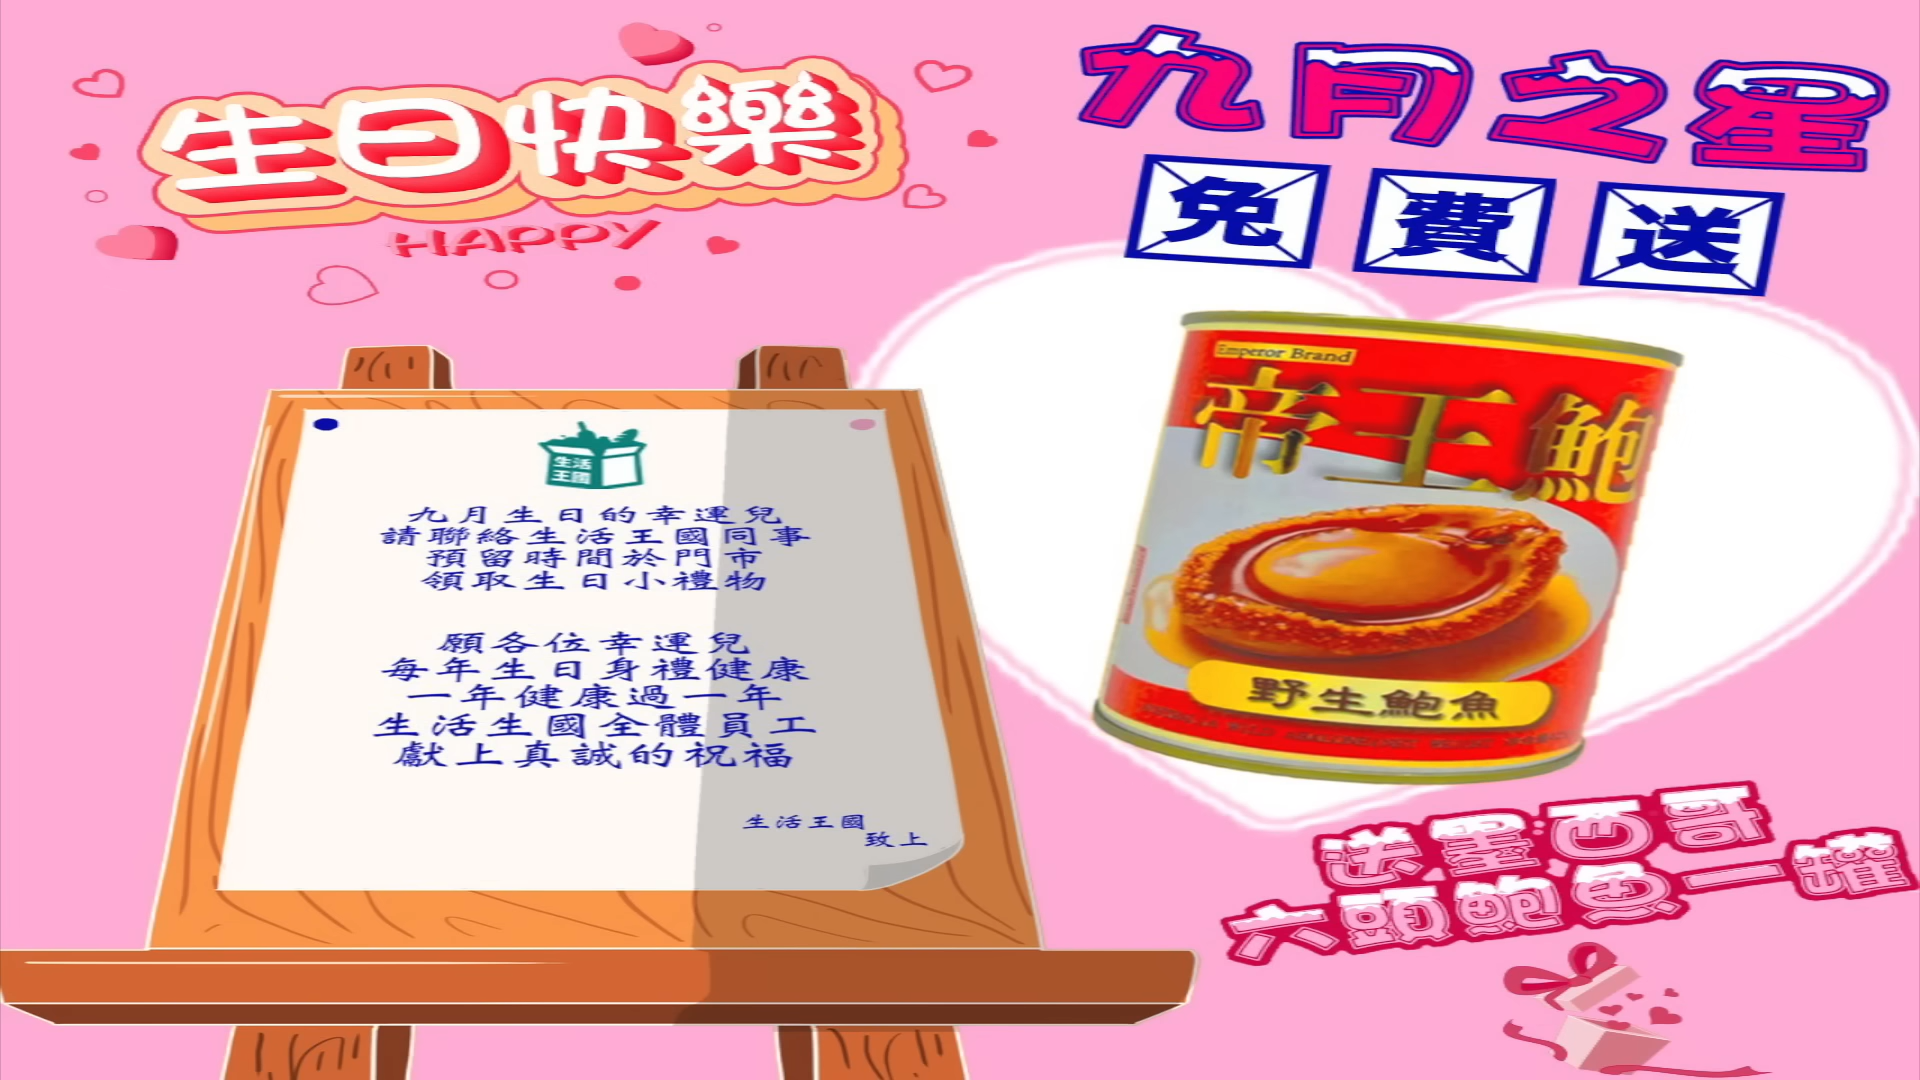 生日快樂
HAPPY
九月之星
免費送
生活
王國
九月生日的幸運兒
請聯絡生活王國同事
預留時間於門市
領取生日小禮物
願各位幸運兒
每年生日身禮健康
一年健康過一年
生活生國全體員工
獻上真誠的祝福
生活王國
致上
Emperor Brand
帝王鮑
野生鮑魚
送墨西哥
六頭鮑魚一罐